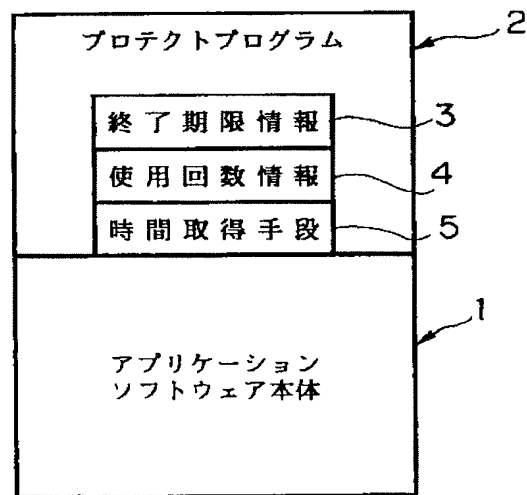 プロテクトプログラム
2
終了期限情報
3
使用回数情報
4
時間取得手段
5
1
アプリケーション
ソフトウェア本体